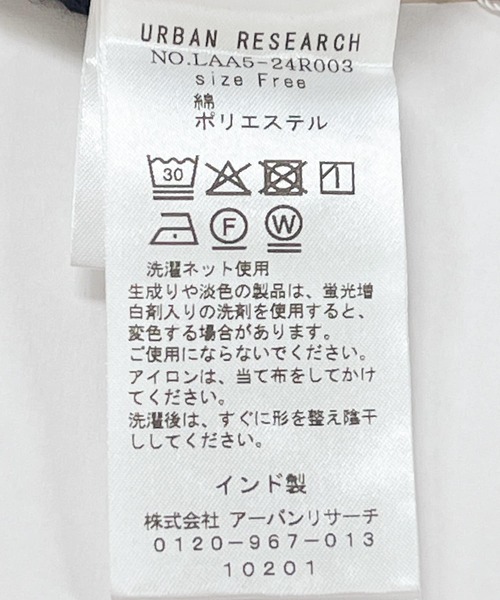 URBAN RESEARCH
NO.LAA5-24R003
size Free
綿
ポリエステル
30
F W
洗濯ネット使用
生成りや淡色の製品は、蛍光増
白剤入りの洗剤を使用すると、
変色する場合があります。
ご使用にならないでください。
アイロンは、当て布をしてかけ
てください。
洗濯後は、すぐに形を整え陰干
ししてください。
インド製
株式会社 アーバンリサーチ
0120-967-013
10201